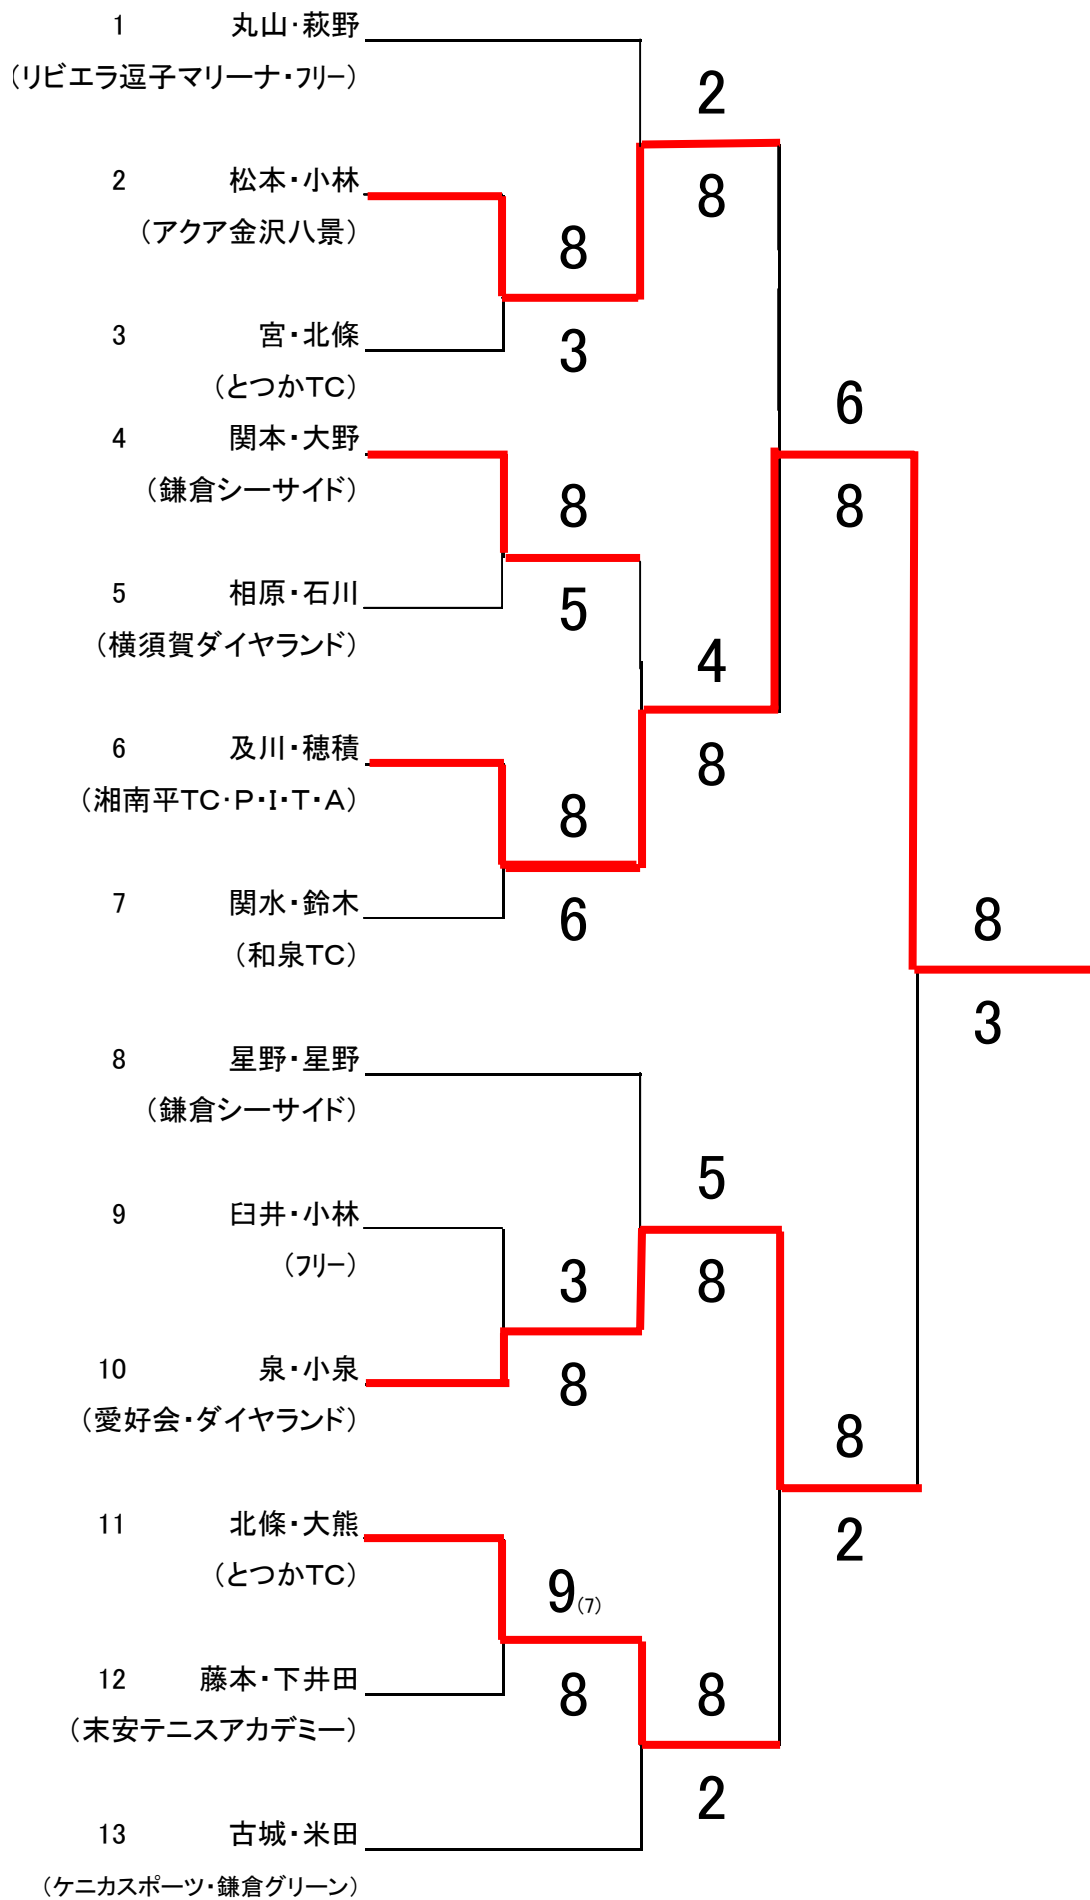 1 丸山・萩野
(リビエラ逗子マリーナ・フリー)
2
2 松本・小林
8
(アクア金沢八景)
8
3 宮・北條
3
(とつかTC)
6
4 関本・大野
(鎌倉シーサイド)
8
8
5 相原・石川
5
(横須賀ダイヤランド)
4
6 及川・穂積
8
(湘南平TC・P・I・T・A)
8
7 関水・鈴木
6
8
(和泉TC)
3
8 星野・星野
(鎌倉シーサイド)
5
9 臼井・小林
(フリー)
3
8
10 泉・小泉
8
(愛好会・ダイヤランド)
8
11 北條・大熊
2
(とつかTC)
9(7)
12 藤本・下井田
8
8
(末安テニスアカデミー)
2
13 古城・米田
(ケニカスポーツ・鎌倉グリーン)